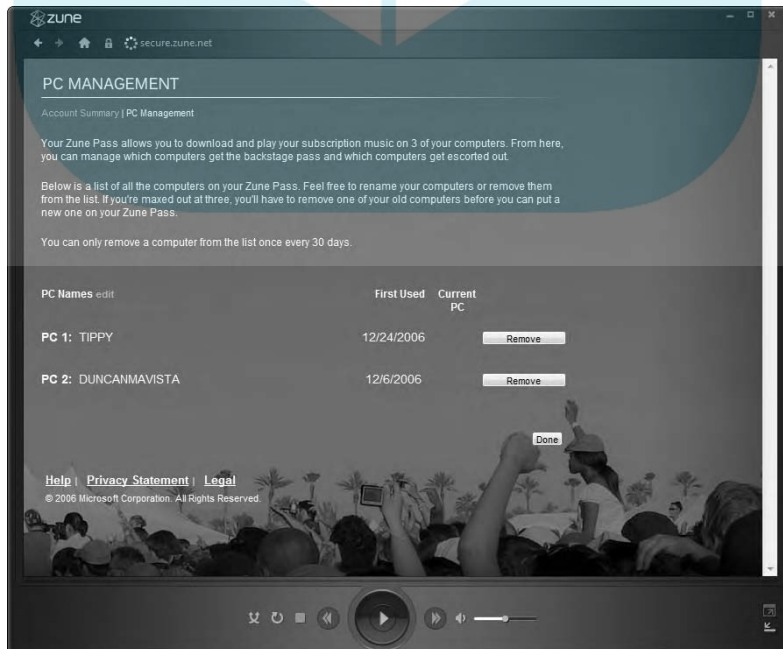 zune
secure.zune.net
PC MANAGEMENT
Account Summary | PC Management
Your Zune Pass allows you to download and play your subscription music on 3 of your computers. From here,
you can manage which computers get the backstage pass and which computers get escorted out.
Below is a list of all the computers on your Zune Pass. Feel free to rename your computers or remove them
from the list. If you're maxed out at three, you'll have to remove one of your old computers before you can put a
new one on your Zune Pass.
You can only remove a computer from the list once every 30 days.
PC Names edit First Used Current
PC
PC 1: TIPPY 12/24/2006 Remove
PC 2: DUNCANMAVISTA 12/6/2006 Remove
Done
Help | Privacy Statement | Legal
© 2006 Microsoft Corporation. All Rights Reserved.